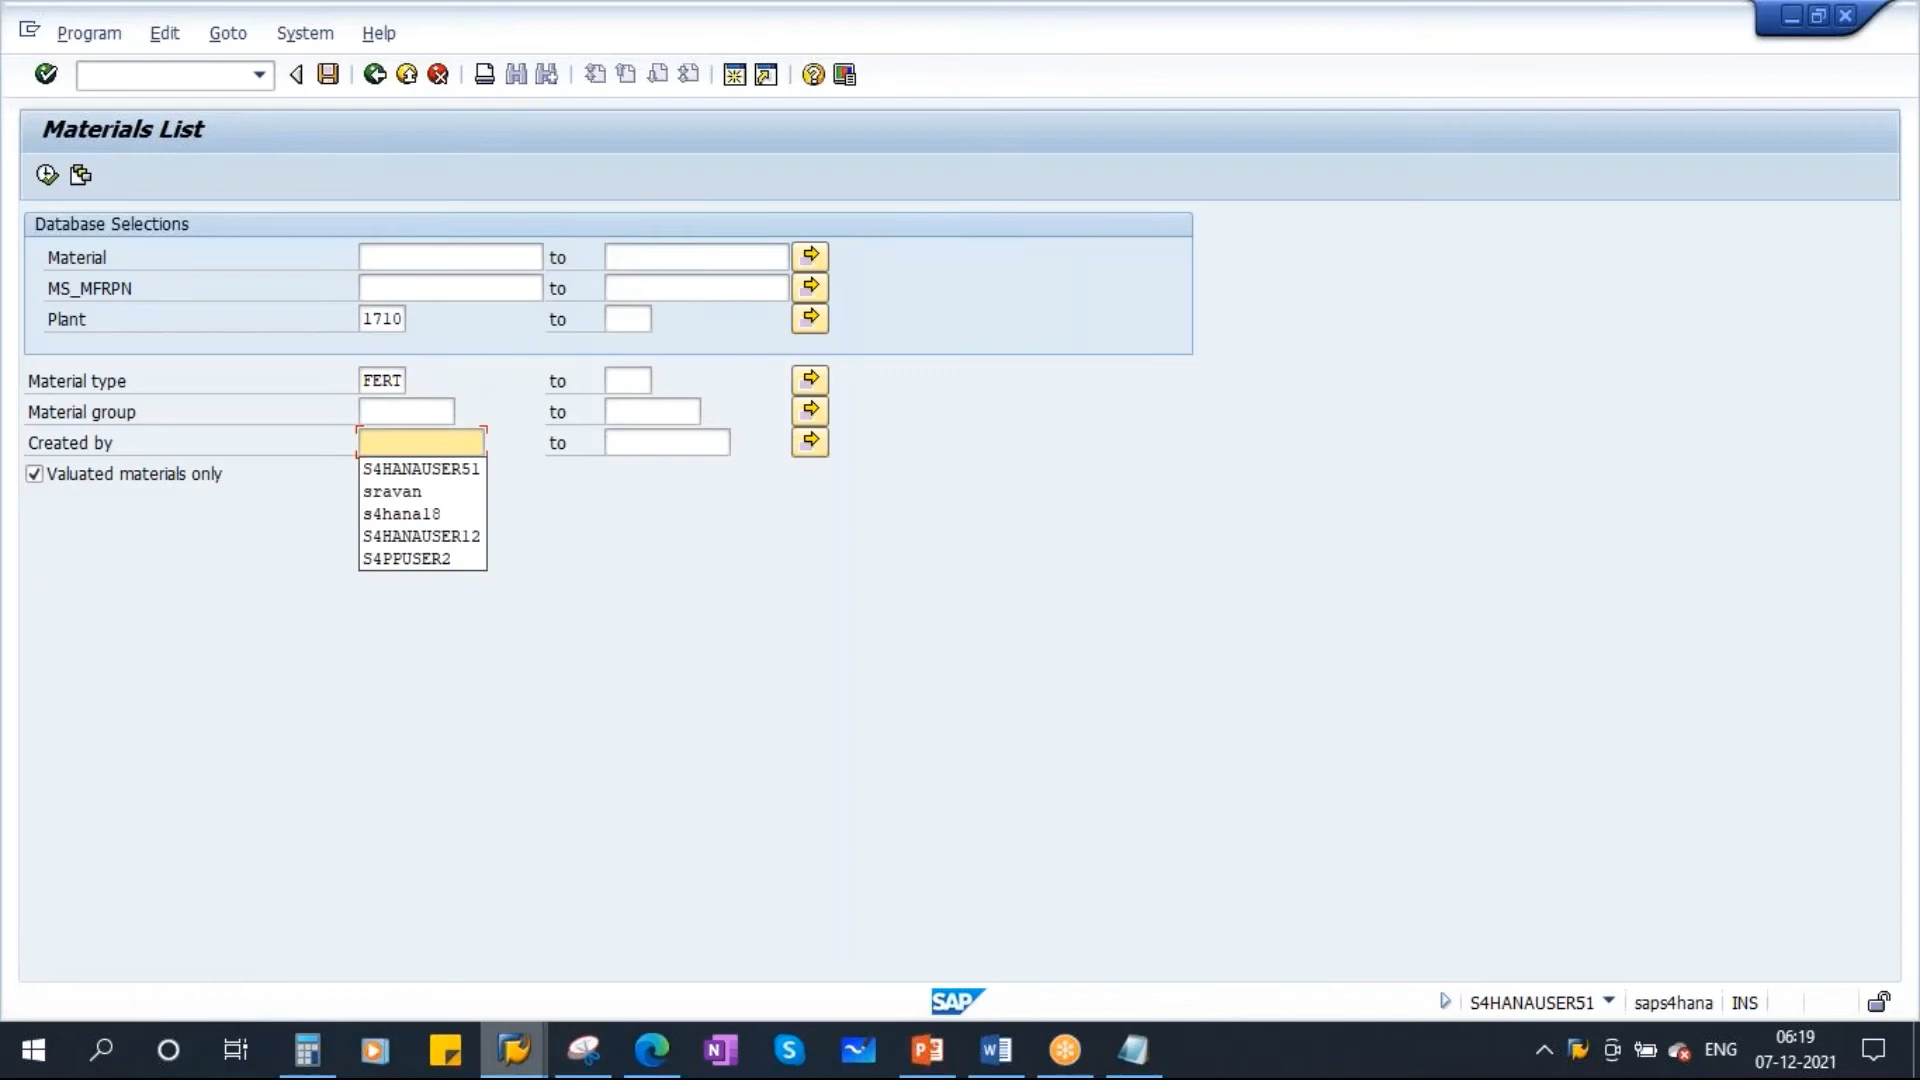 Program Edit Goto System Help
Materials List
Database Selections
Material to
MS_MFRPN to
Plant 1710 to
Material type FERT to
Material group to
Created by to
Valuated materials only
S4HANAUSER51
sravan
s4hana18
S4HANAUSER12
S4PPUSER2
SAP
S4HANAUSER51 saps4hana INS
ENG
06:19
07-12-2021